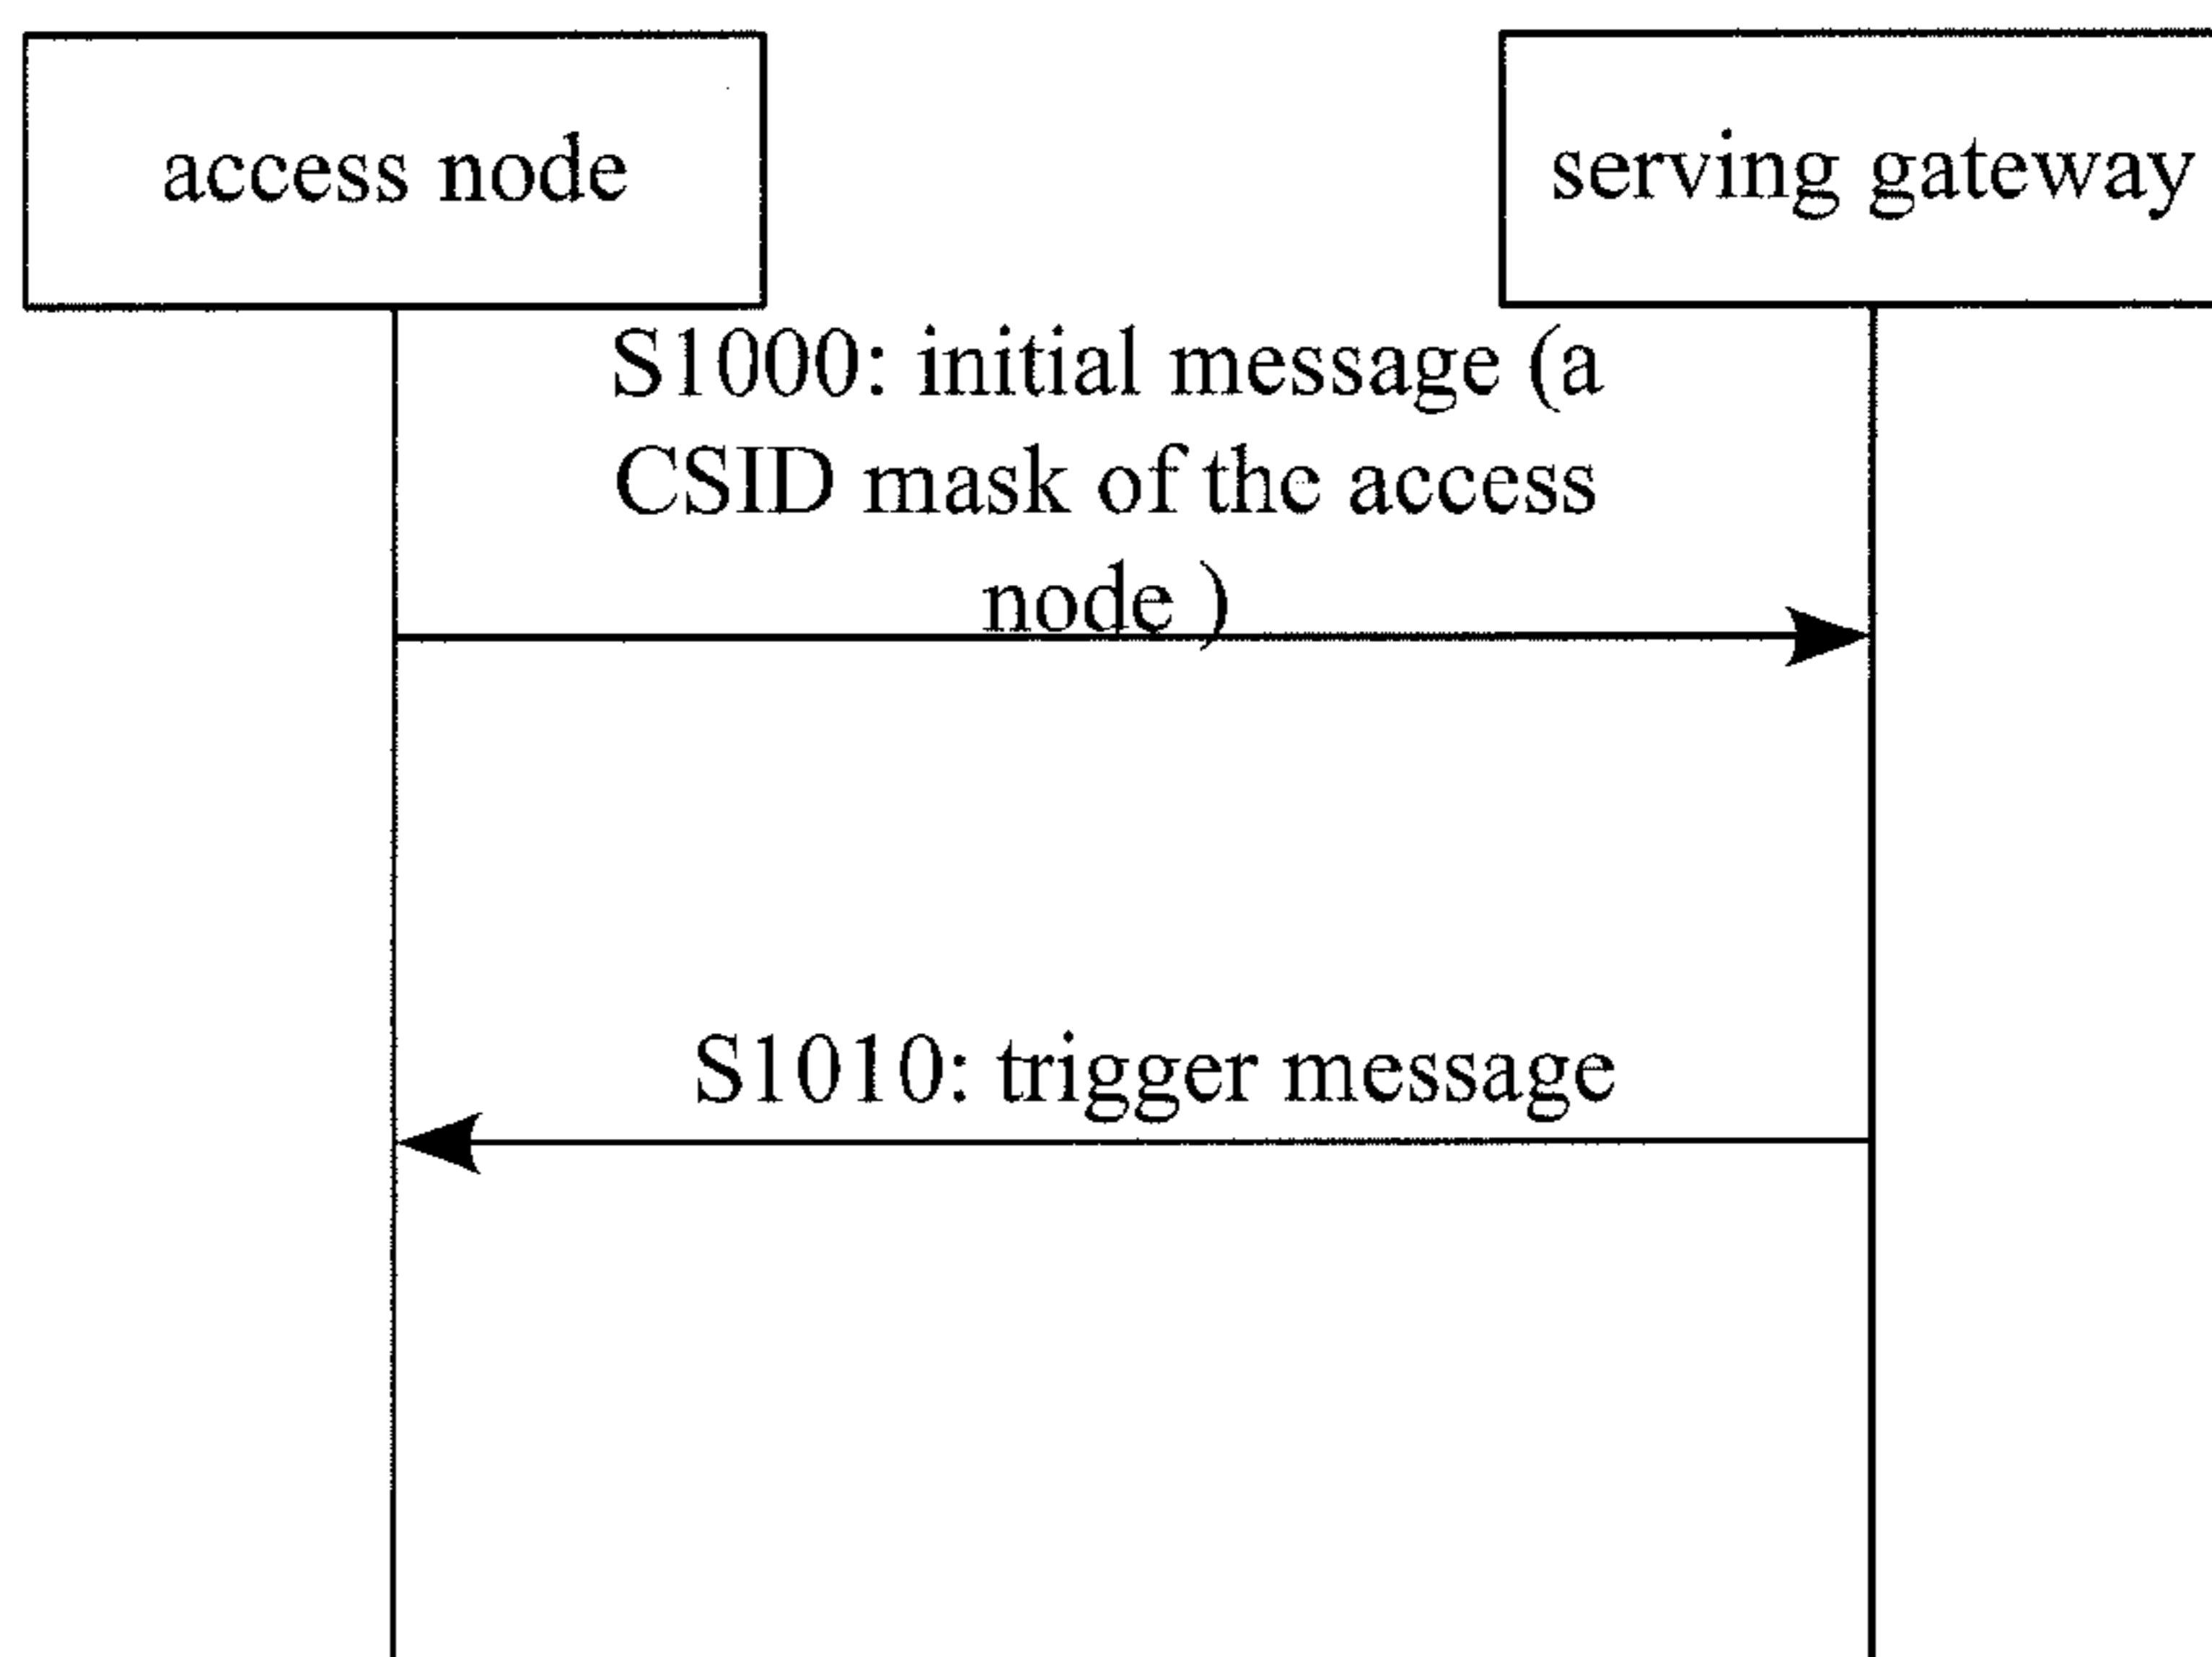 access node
serving gateway
S1000: initial message (a
CSID mask of the access
node )
S1010: trigger message